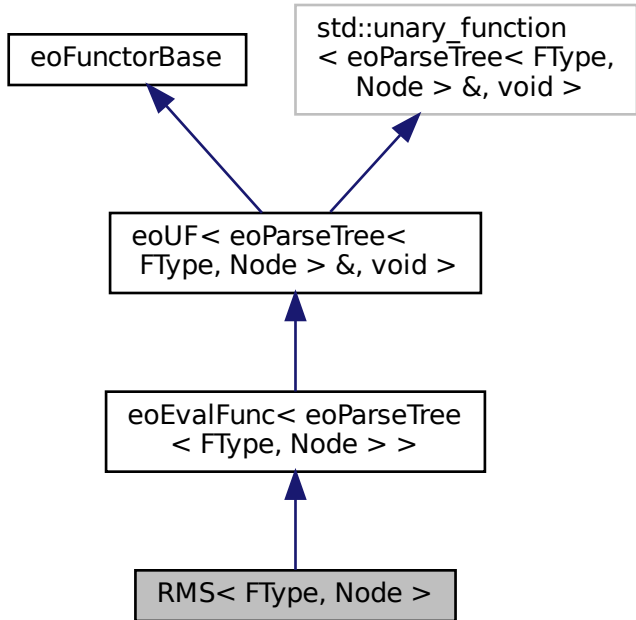 eoFunctorBase
std::unary_function
< eoParseTree< FType,
Node > &, void >
eoUF< eoParseTree<
FType, Node > &, void >
eoEvalFunc< eoParseTree
< FType, Node > >
RMS< FType, Node >